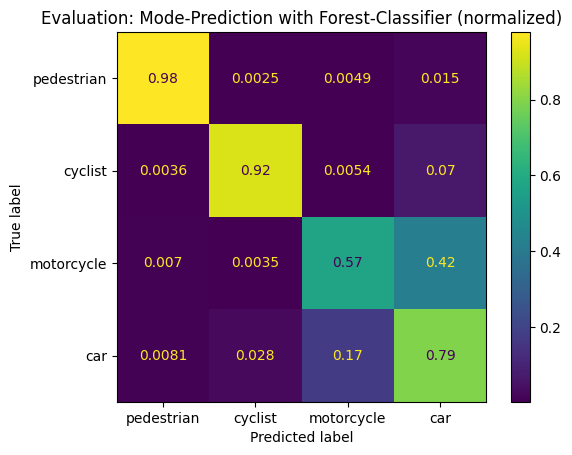 Evaluation: Mode-Prediction with Forest-Classifier (normalized)
True label
pedestrian 0.98 0.0025 0.0049 0.015
cyclist 0.0036 0.92 0.0054 0.07
motorcycle 0.007 0.0035 0.57 0.42
car 0.0081 0.028 0.17 0.79
pedestrian cyclist motorcycle car
Predicted label
0.8
0.6
0.4
0.2